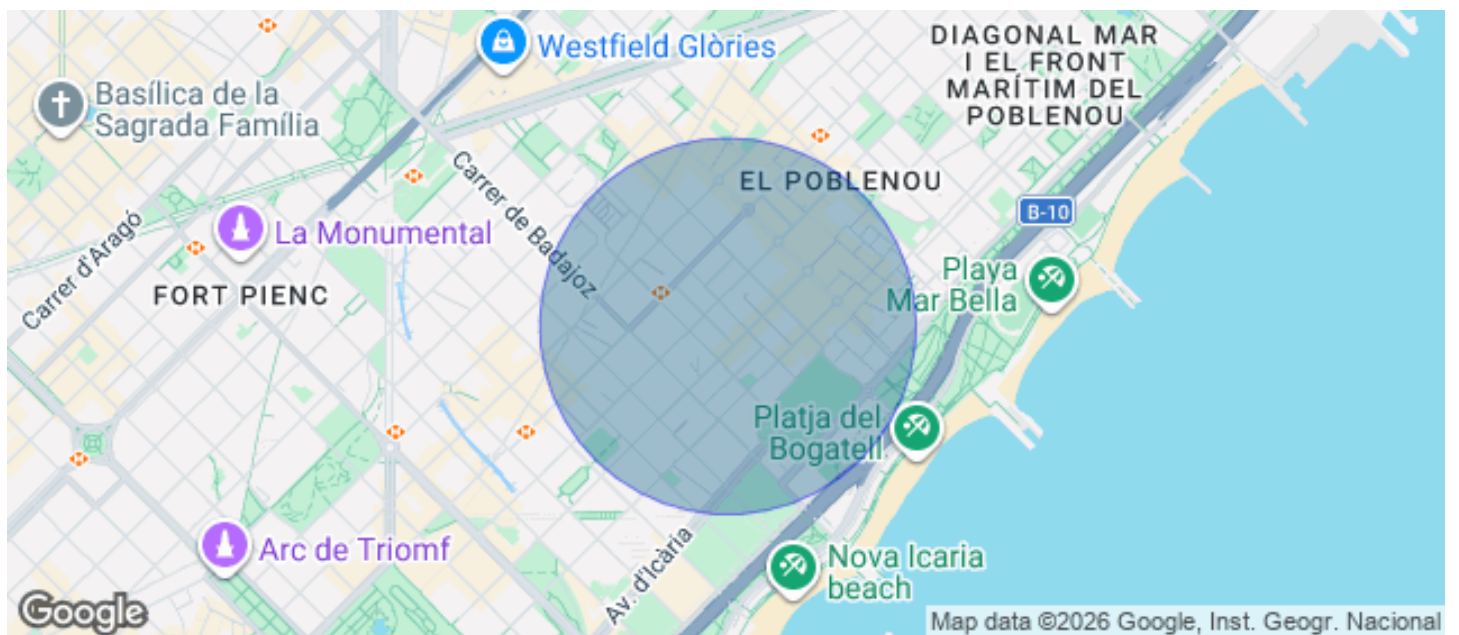 Westfield Glòries
DIAGONAL MAR
I EL FRONT
MARÍTIM DEL
POBLENOU
Basílica de la
Sagrada Família
Carrer de Badajoz
EL POBLENOU
B-10
Carrer d'Aragó
La Monumental
FORT PIENC
Playa
Mar Bella
Platja del
Bogatell
Arc de Triomf
Av. d'Icària
Nova Icaria
beach
Google
Map data ©2026 Google, Inst. Geogr. Nacional